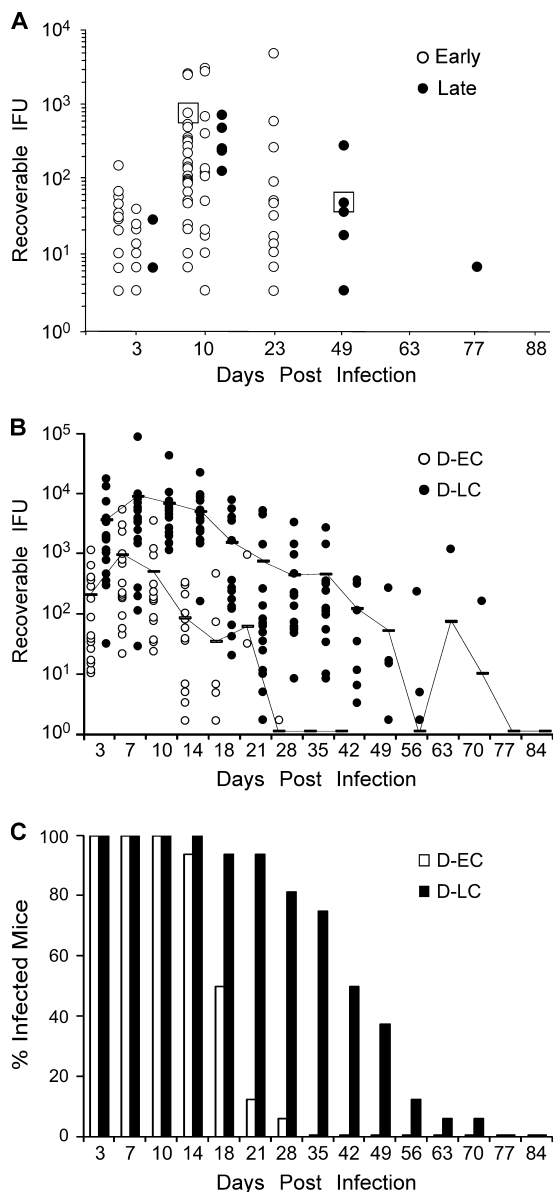 A
Recoverable IFU
10⁴
10³
10²
10¹
10⁰
Early
Late
3 10 23 49 63 77 88
Days Post Infection
B
Recoverable IFU
10⁵
10⁴
10³
10²
10¹
10⁰
D-EC
D-LC
3 7 10 14 18 21 28 35 42 49 56 63 70 77 84
Days Post Infection
C
% Infected Mice
100
80
60
40
20
0
D-EC
D-LC
3 7 10 14 18 21 28 35 42 49 56 63 70 77 84
Days Post Infection